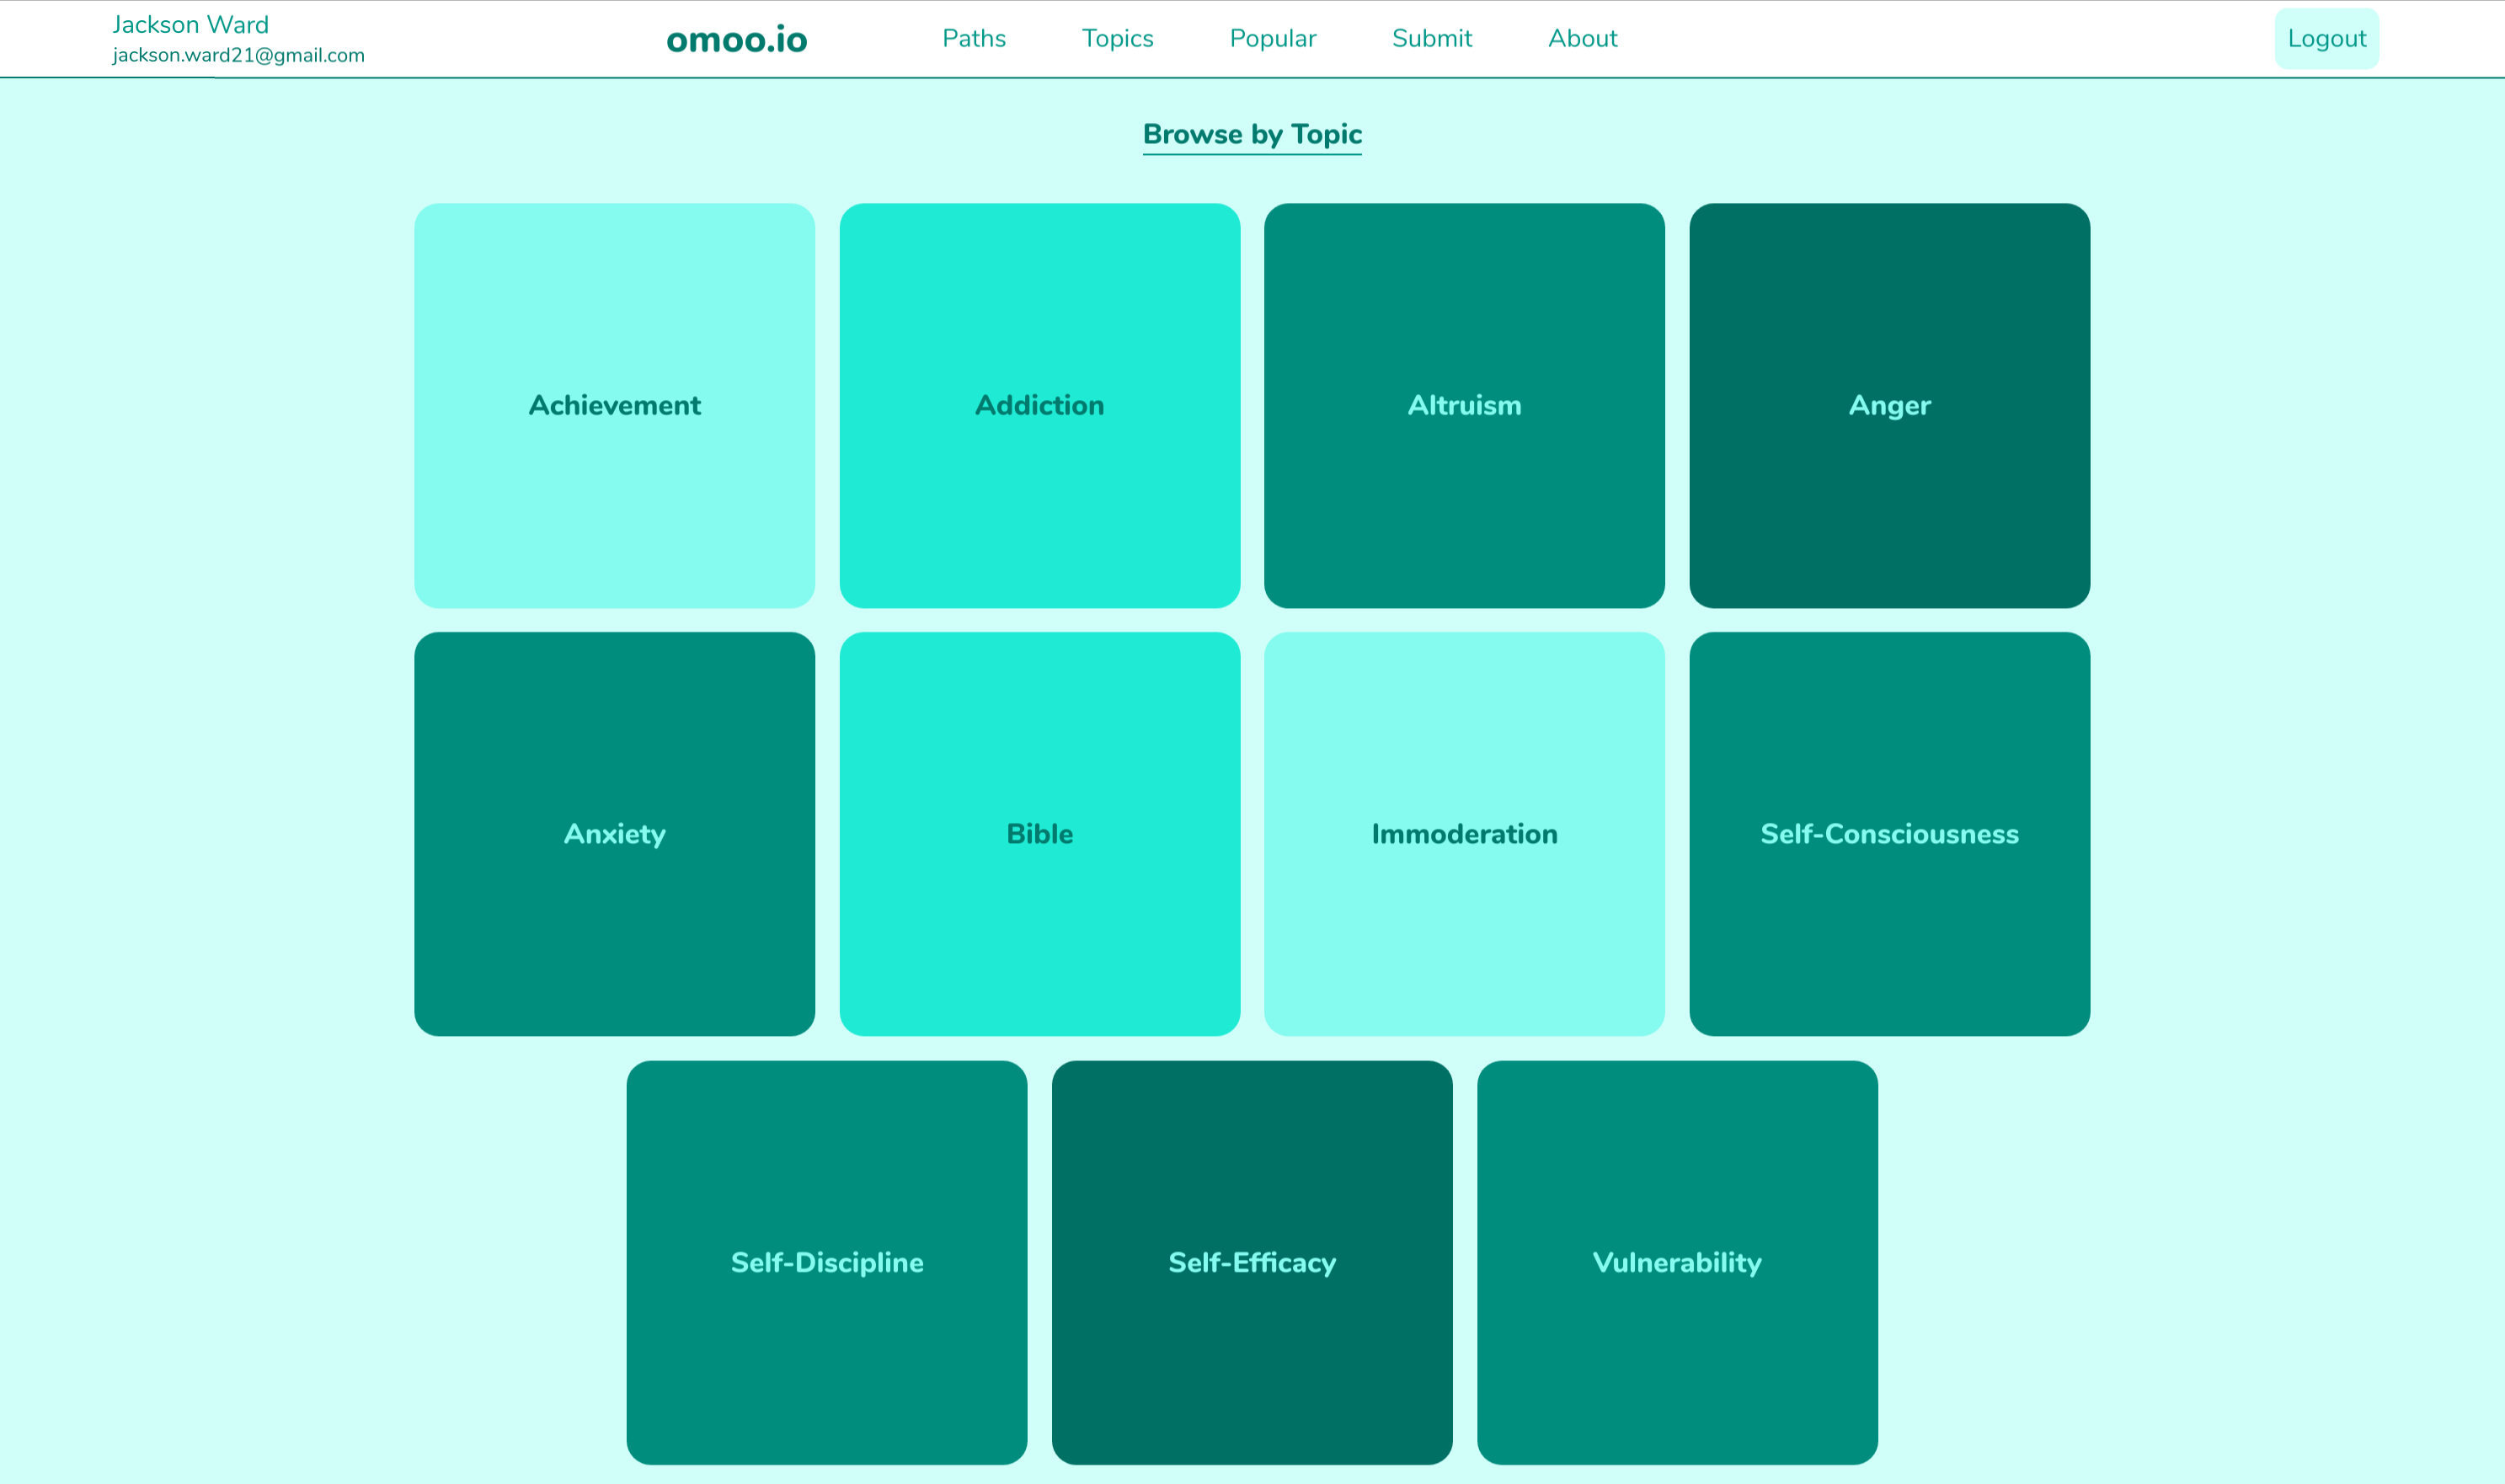 Jackson Ward
jackson.ward21@gmail.com
omoo.io
Paths
Topics
Popular
Submit
About
Logout
Browse by Topic
Achievement
Addiction
Altruism
Anger
Anxiety
Bible
Immoderation
Self-Consciousness
Self-Discipline
Self-Efficacy
Vulnerability